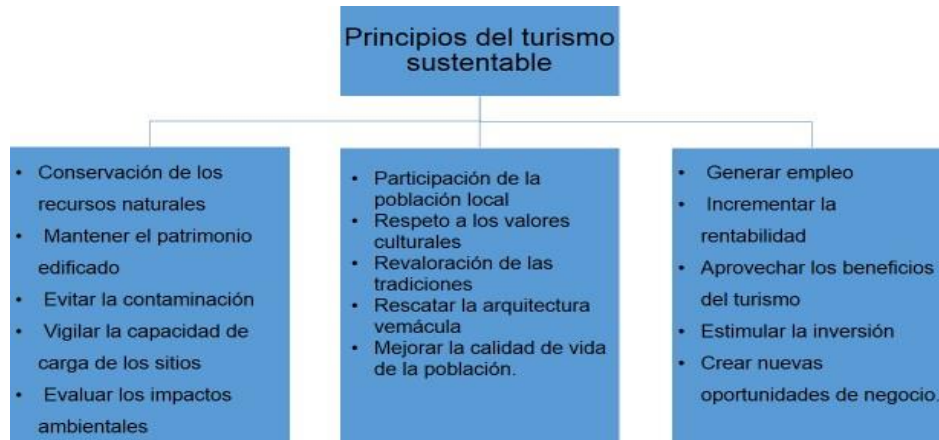 Principios del turismo
sustentable
• Conservación de los
recursos naturales
• Mantener el patrimonio
edificado
• Evitar la contaminación
• Vigilar la capacidad de
carga de los sitios
• Evaluar los impactos
ambientales
• Participación de la
población local
• Respeto a los valores
culturales
• Revaloración de las
tradiciones
• Rescatar la arquitectura
vemácula
• Mejorar la calidad de vida
de la población.
• Generar empleo
• Incrementar la
rentabilidad
• Aprovechar los beneficios
del turismo
• Estimular la inversión
• Crear nuevas
oportunidades de negocio.